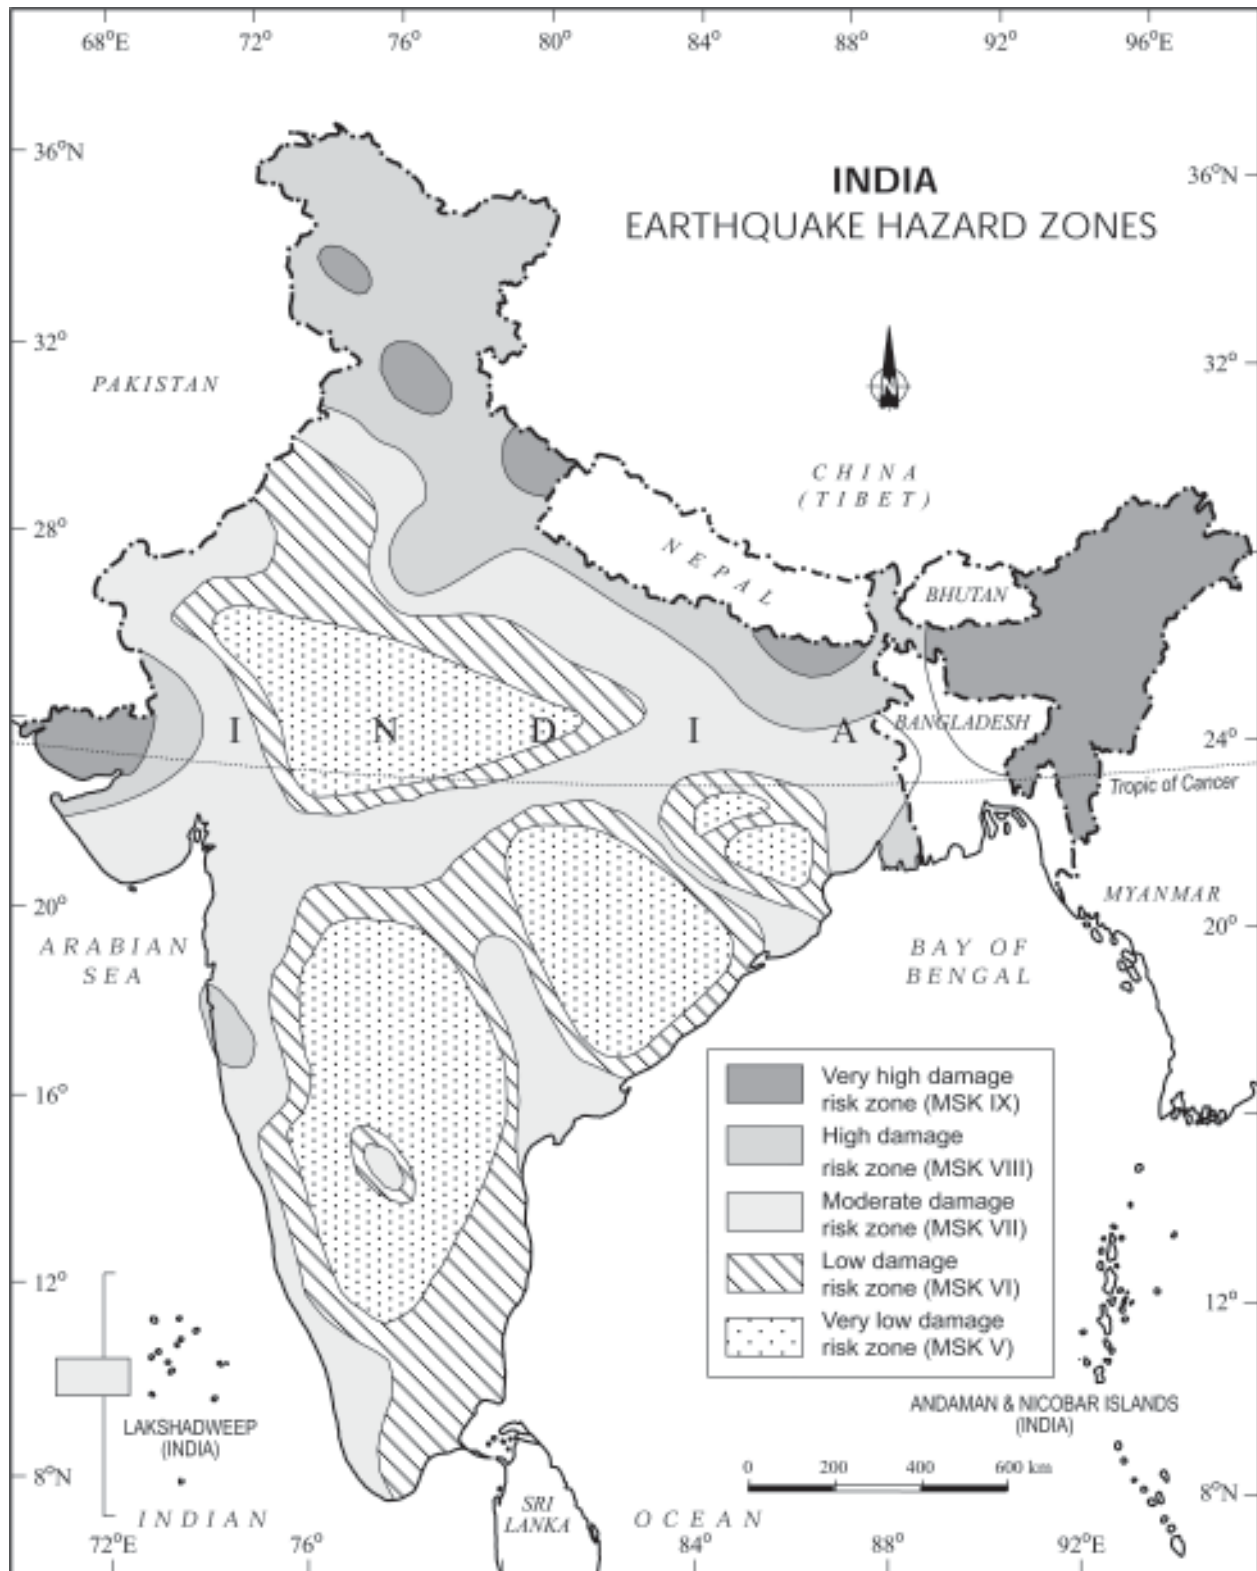 68°E 72° 76° 80° 84° 88° 92° 96°E
36°N
36°N
INDIA
EARTHQUAKE HAZARD ZONES
32°
32°
PAKISTAN
N
CHINA
(TIBET)
28°
NEPAL
BHUTAN
I N D I A
BANGLADESH
24°
Tropic of Cancer
20°
20°
MYANMAR
ARABIAN
SEA
BAY OF
BENGAL
16°
Very high damage
risk zone (MSK IX)
High damage
risk zone (MSK VIII)
Moderate damage
risk zone (MSK VII)
Low damage
risk zone (MSK VI)
Very low damage
risk zone (MSK V)
12°
12°
LAKSHADWEEP
(INDIA)
ANDAMAN & NICOBAR ISLANDS
(INDIA)
0 200 400 600 km
8°N
8°N
SRI
LANKA
INDIAN OCEAN
72°E 76° 84° 88° 92°E